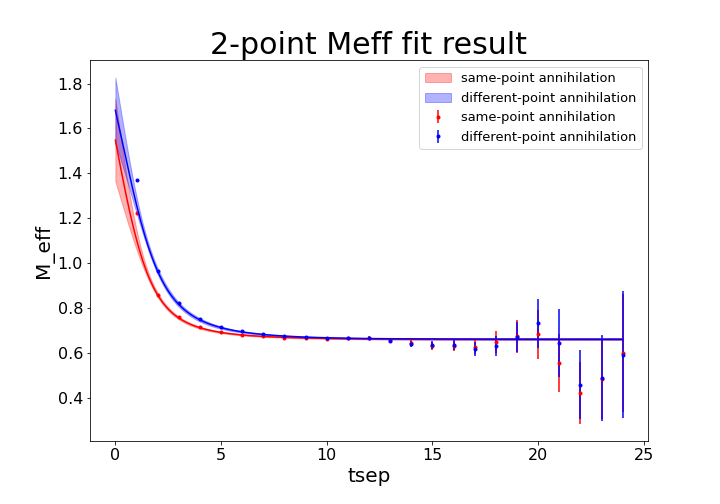 2-point Meff fit result
same-point annihilation
different-point annihilation
same-point annihilation
different-point annihilation
M_eff
1.8
1.6
1.4
1.2
1.0
0.8
0.6
0.4
0 5 10 15 20 25
tsep